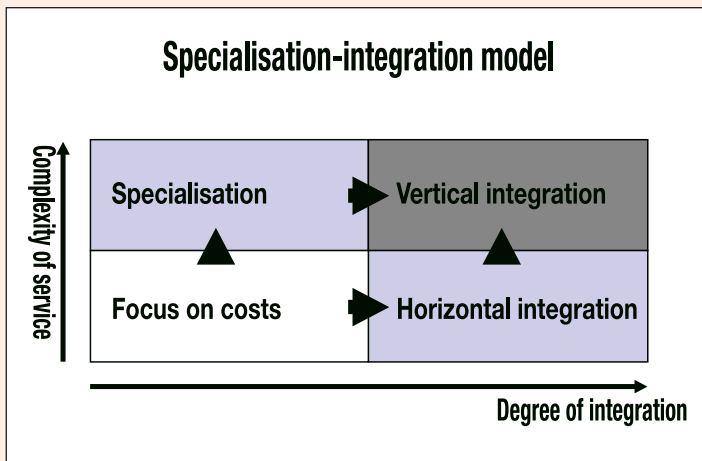 Specialisation-integration model
Complexity of service
Specialisation
Vertical integration
Focus on costs
Horizontal integration
Degree of integration